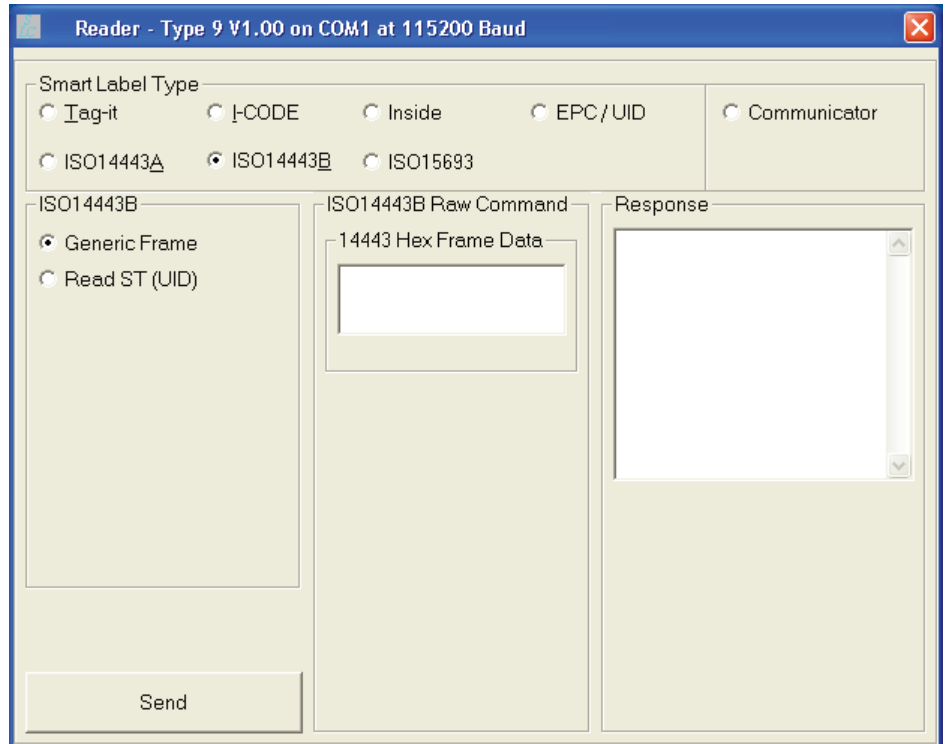 Reader - Type 9 V1.00 on COM1 at 115200 Baud
Smart Label Type
Tag-it I-CODE Inside EPC / UID Communicator
ISO14443A ISO14443B ISO15693
ISO14443B ISO14443B Raw Command Response
Generic Frame 14443 Hex Frame Data
Read ST (UID)
Send